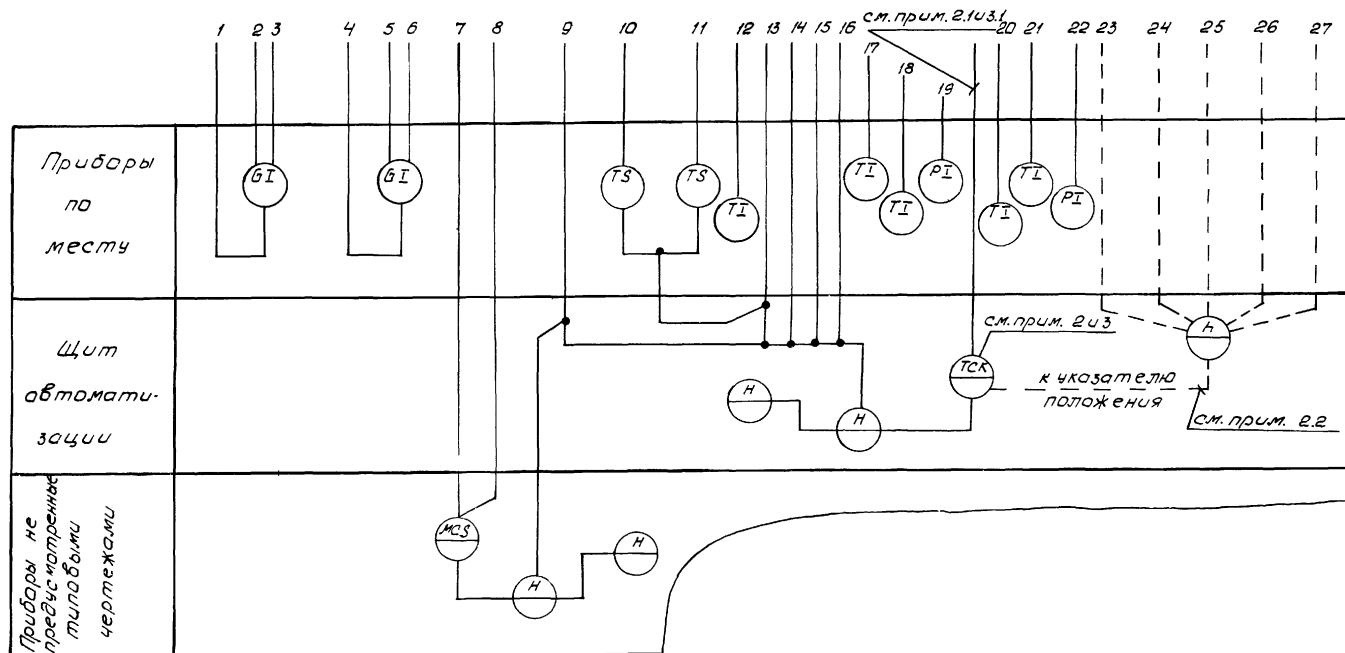 см. прим. 2.1 и 3.1
1 2 3 4 5 6 7 8 9 10 11 12 13 14 15 16 20 21 22 23 24 25 26 27
17
18
19
Приборы
по
месту
GI
GI
TS
TS
TI
TI
TI
PI
TI
TI
PI
Щит
автомати-
зации
см. прим. 2 и 3
H
TCK
к указателю
положения
H
H
см. прим. 2.2
Приборы не
предусмотренные
типовыми
чертежами
MCS
H
H